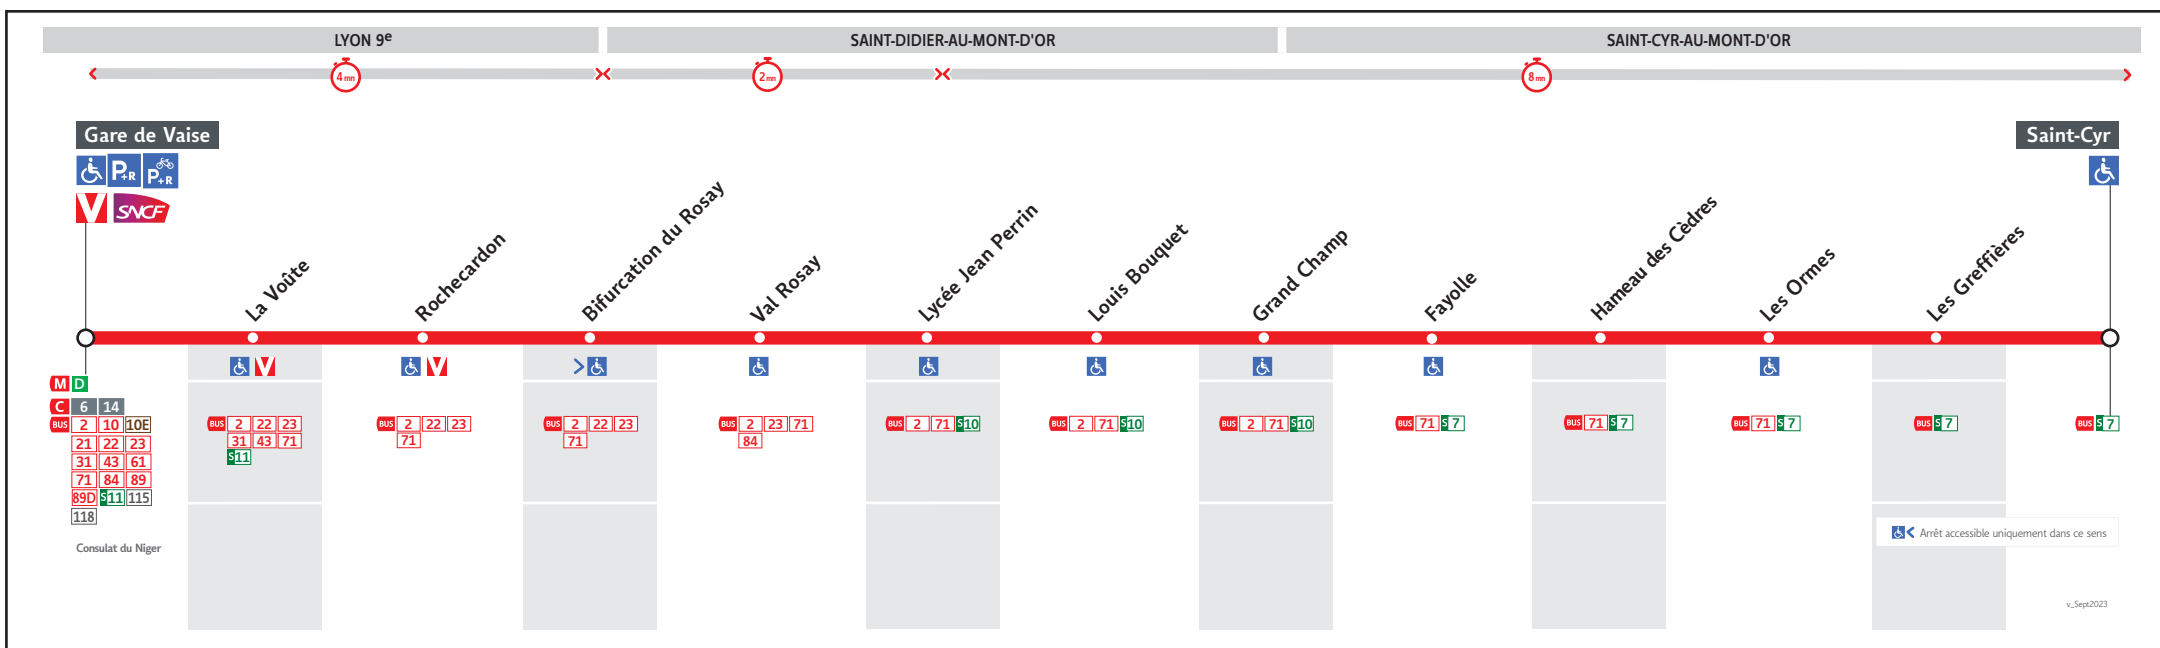 LYON 9e
SAINT-DIDIER-AU-MONT-D'OR
SAINT-CYR-AU-MONT-D'OR
4 mn
2 mn
8 mn
Gare de Vaise
P+R
P+R
V
SNCF
Saint-Cyr
La Voûte
Rochecardon
Bifurcation du Rosay
Val Rosay
Lycée Jean Perrin
Louis Bouquet
Grand Champ
Fayolle
Hameau des Cèdres
Les Ormes
Les Greffières
M D
C 6 14
BUS 2 10 10E
21 22 23
31 43 61
71 84 89
89D S11 115
118
Consulat du Niger
V
BUS 2 22 23
31 43 71
S11
V
BUS 2 22 23
71
>
BUS 2 22 23
71
BUS 2 23 71
84
BUS 2 71 S10
BUS 2 71 S10
BUS 2 71 S10
BUS 71 S7
BUS 71 S7
BUS 71 S7
BUS S7
BUS S7
< Arrêt accessible uniquement dans ce sens
v_Sept2023